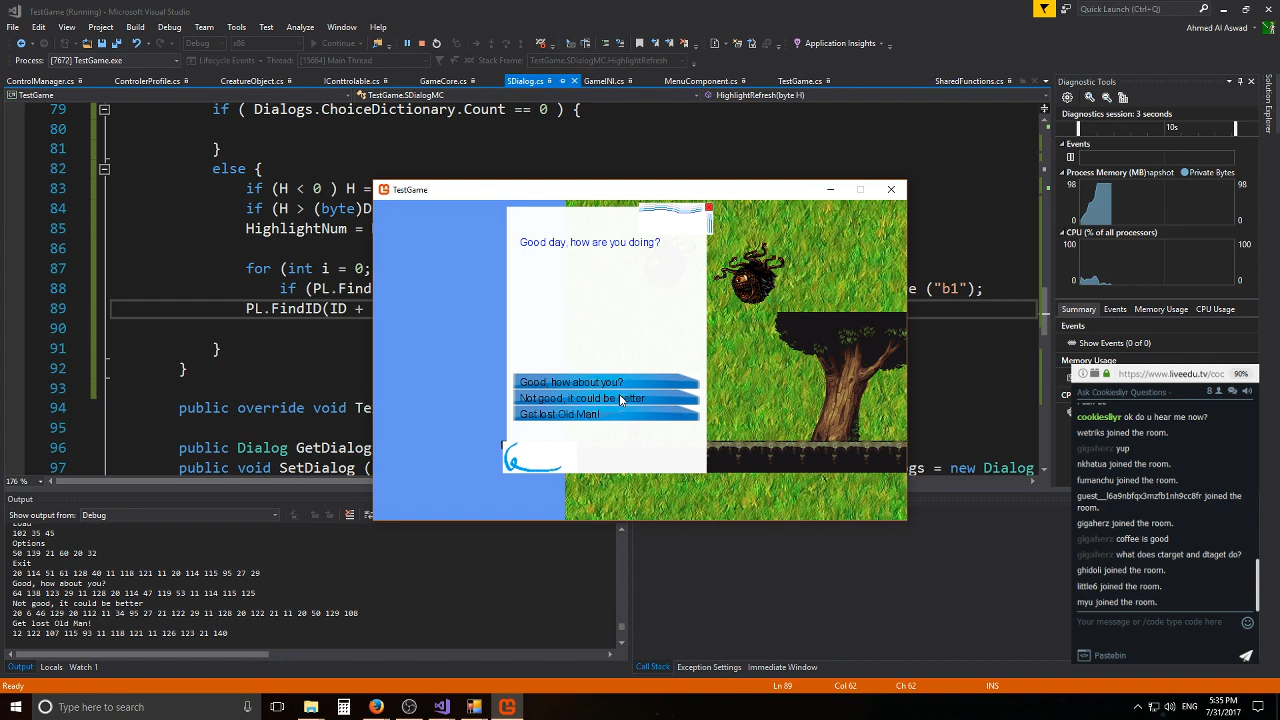 TestGame (Running) - Microsoft Visual Studio
Quick Launch (Ctrl+Q)
File Edit View Project Build Debug Team Tools Architecture Test Analyze Window Help
Ahmed Al Aswad
Debug x86 Continue Application Insights
Process: [7672] TestGame.exe Lifecycle Events Thread: [15664] Main Thread Stack Frame: TestGame.SDialogMC.HighlightRefresh
ControlManager.cs ControlerProfile.cs CreatureObject.cs IControlable.cs GameCore.cs SDialog.cs GameINI.cs MenuComponent.cs TestGame.cs SharedFunctions.cs
TestGame TestGame.SDialogMC HighlightRefresh(byte H)
79 if ( Dialogs.ChoiceDictionary.Count == 0 ) {
80
81 }
82 else {
83 if (H < 0 ) H =
84 if (H > (byte)D
85 HighlightNum =
86
87 for (int i = 0;
88 if (PL.Find e ("b1");
89 PL.FindID(ID +
90
91 }
92 }
93
94 public override void Te
95
96 public Dialog GetDialog
97 public void SetDialog ( gs = new Dialog
176 %
TestGame
Good day, how are you doing?
Good, how about you?
Not good, it could be better
Get lost Old Man!
Diagnostic Tools
Diagnostics session: 3 seconds
10s
Events
Process Memory (MB) napshot Private Bytes
98 98
0 0
CPU (% of all processors)
100 100
0 0
Summary Events Memory Usage CPU Usage
Events
Show Events (0 of 0)
Memory Usage
Solution Explorer
https://www.liveedu.tv/coc 90%
Ask Cookieslyr Questions 8
cookieslyr ok do u hear me now?
wetriks joined the room.
gigaherz yup
nkhatua joined the room.
fumanchu joined the room.
guest__l6a9nbfqx3mzfb1nh9cc8fr joined the
room.
gigaherz joined the room.
gigaherz coffee is good
gigaherz what does ctarget and dtaget do?
ghidoli joined the room.
little6 joined the room.
myu joined the room.
Your message or /code type code here
Pastebin
Output
Show output from: Debug
Load
102 35 45
Options
50 139 21 60 20 32
Exit
20 114 51 61 128 40 11 118 121 11 20 114 115 95 27 29
Good, how about you?
64 138 123 29 11 128 20 114 47 119 53 11 114 115 125
Not good, it could be better
20 6 46 129 20 112 11 34 95 27 21 122 29 11 128 20 121 21 11 20 50 129 108
Get lost Old Man!
12 122 107 115 93 11 118 121 11 126 123 21 140
Output Locals Watch 1
Call Stack Exception Settings Immediate Window
Ready Ln 89 Col 62 Ch 62 INS
Type here to search
ENG
5:35 PM
7/31/2017